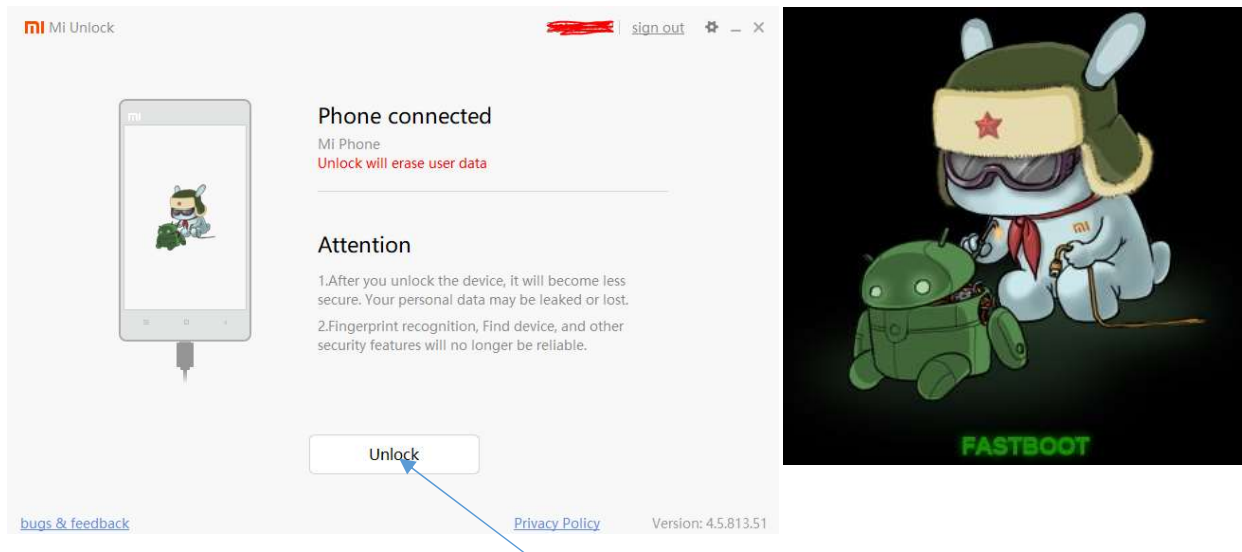 Mi Unlock
sign out
mi
Phone connected
Mi Phone
Unlock will erase user data
Attention
1.After you unlock the device, it will become less
secure. Your personal data may be leaked or lost.
2.Fingerprint recognition, Find device, and other
security features will no longer be reliable.
Unlock
bugs & feedback
Privacy Policy
Version: 4.5.813.51
mi
FASTBOOT